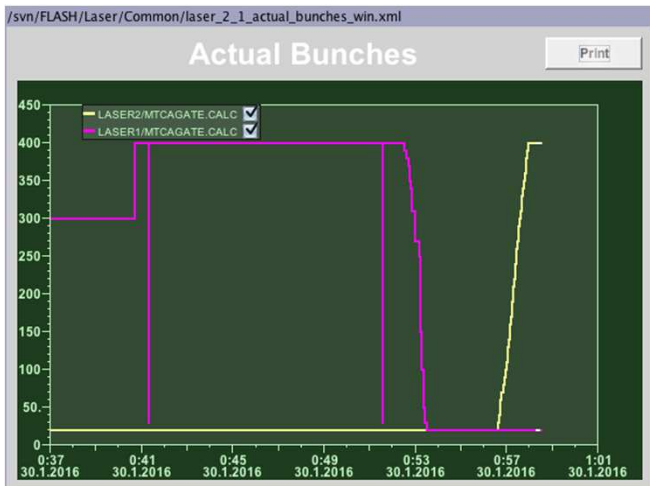 /svn/FLASH/Laser/Common/laser_2_1_actual_bunches_win.xml
Actual Bunches
Print
450
LASER2/MTCAGATE.CALC
LASER1/MTCAGATE.CALC
400
350
300
250
200
150
100
50.
0
0:37 0:41 0:45 0:49 0:53 0:57 1:01
30.1.2016 30.1.2016 30.1.2016 30.1.2016 30.1.2016 30.1.2016 30.1.2016